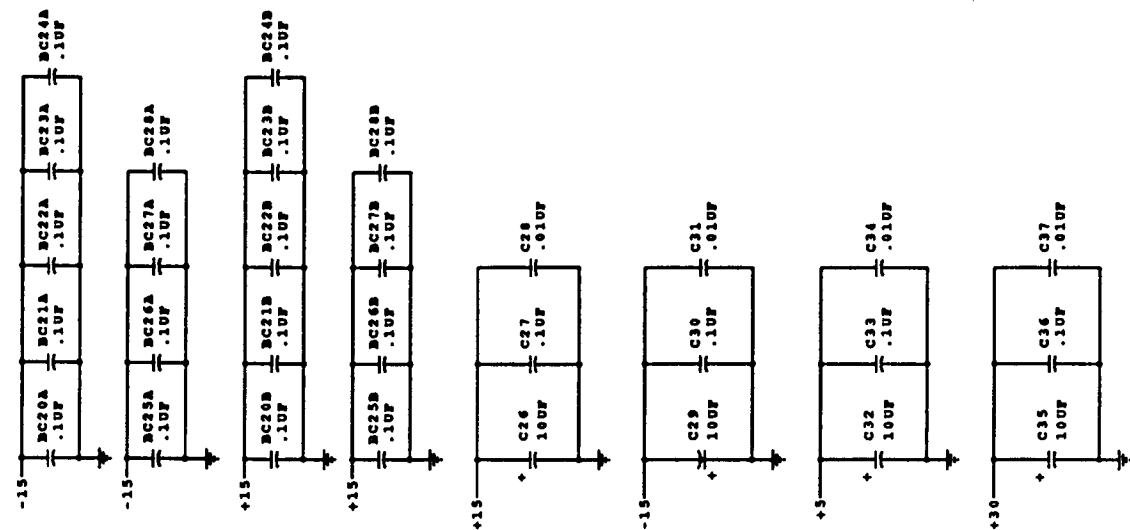 -15
BC20A
.1UF
BC21A
.1UF
BC22A
.1UF
BC23A
.1UF
BC24A
.1UF
-15
BC25A
.1UF
BC26A
.1UF
BC27A
.1UF
BC28A
.1UF
+15
BC20B
.1UF
BC21B
.1UF
BC22B
.1UF
BC23B
.1UF
BC24B
.1UF
+15
BC25B
.1UF
BC26B
.1UF
BC27B
.1UF
BC28B
.1UF
+15
+
C26
10UF
C27
.1UF
C28
.01UF
-15
+
C29
10UF
C30
.1UF
C31
.01UF
+5
+
C32
10UF
C33
.1UF
C34
.01UF
+30
+
C35
10UF
C36
.1UF
C37
.01UF